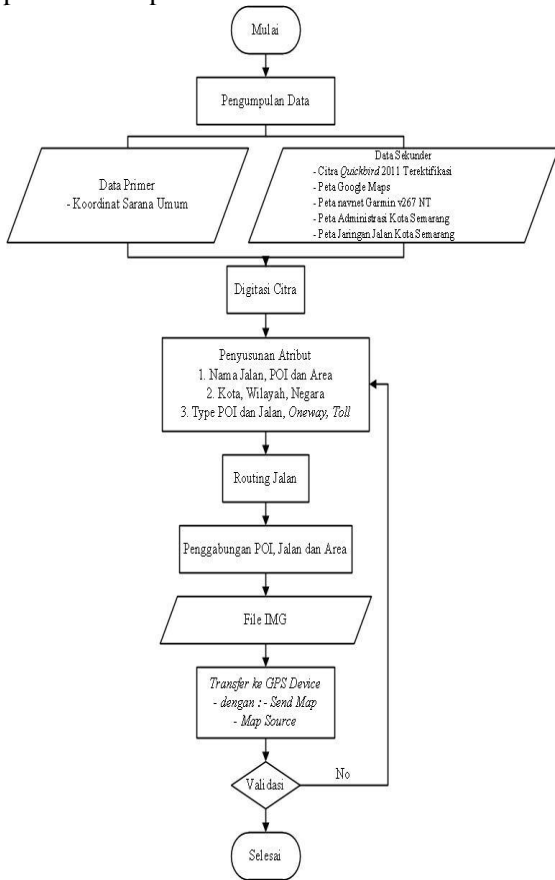 Mulai
Pengumpulan Data
Data Primer
- Koordinat Sarana Umum
Data Sekunder
- Citra Quickbird 2011 Terektifikasi
- Peta Google Maps
- Peta navnet Garmin v267 NT
- Peta Administrasi Kota Semarang
- Peta Jaringan Jalan Kota Semarang
Digitasi Citra
Penyusunan Atribut
1. Nama Jalan, POI dan Area
2. Kota, Wilayah, Negara
3. Type POI dan Jalan, Oneway, Toll
Routing Jalan
Penggabungan POI, Jalan dan Area
File IMG
Transfer ke GPS Device
- dengan : - Send Map
- Map Source
Validasi
No
Selesai